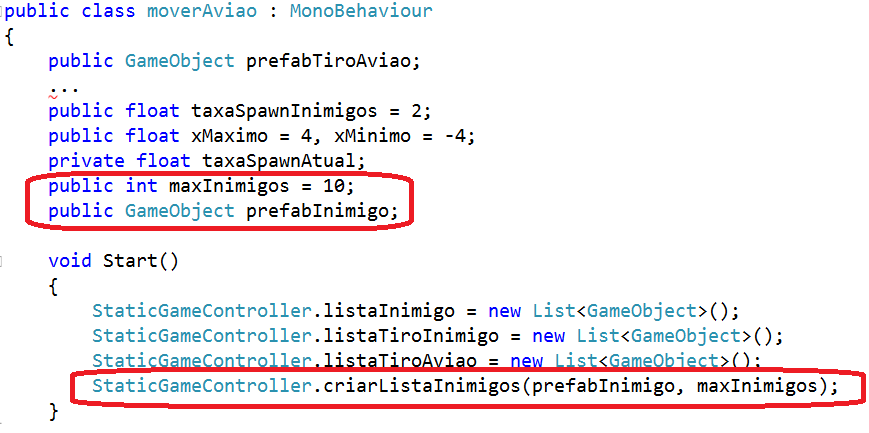 public class moverAviao : MonoBehaviour
{
public GameObject prefabTiroAviao;
...
public float taxaSpawnInimigos = 2;
public float xMaximo = 4, xMinimo = -4;
private float taxaSpawnAtual;
public int maxInimigos = 10;
public GameObject prefabInimigo;
void Start()
{
StaticGameController.listaInimigo = new List<GameObject>();
StaticGameController.listaTiroInimigo = new List<GameObject>();
StaticGameController.listaTiroAviao = new List<GameObject>();
StaticGameController.criarListaInimigos(prefabInimigo, maxInimigos);
}